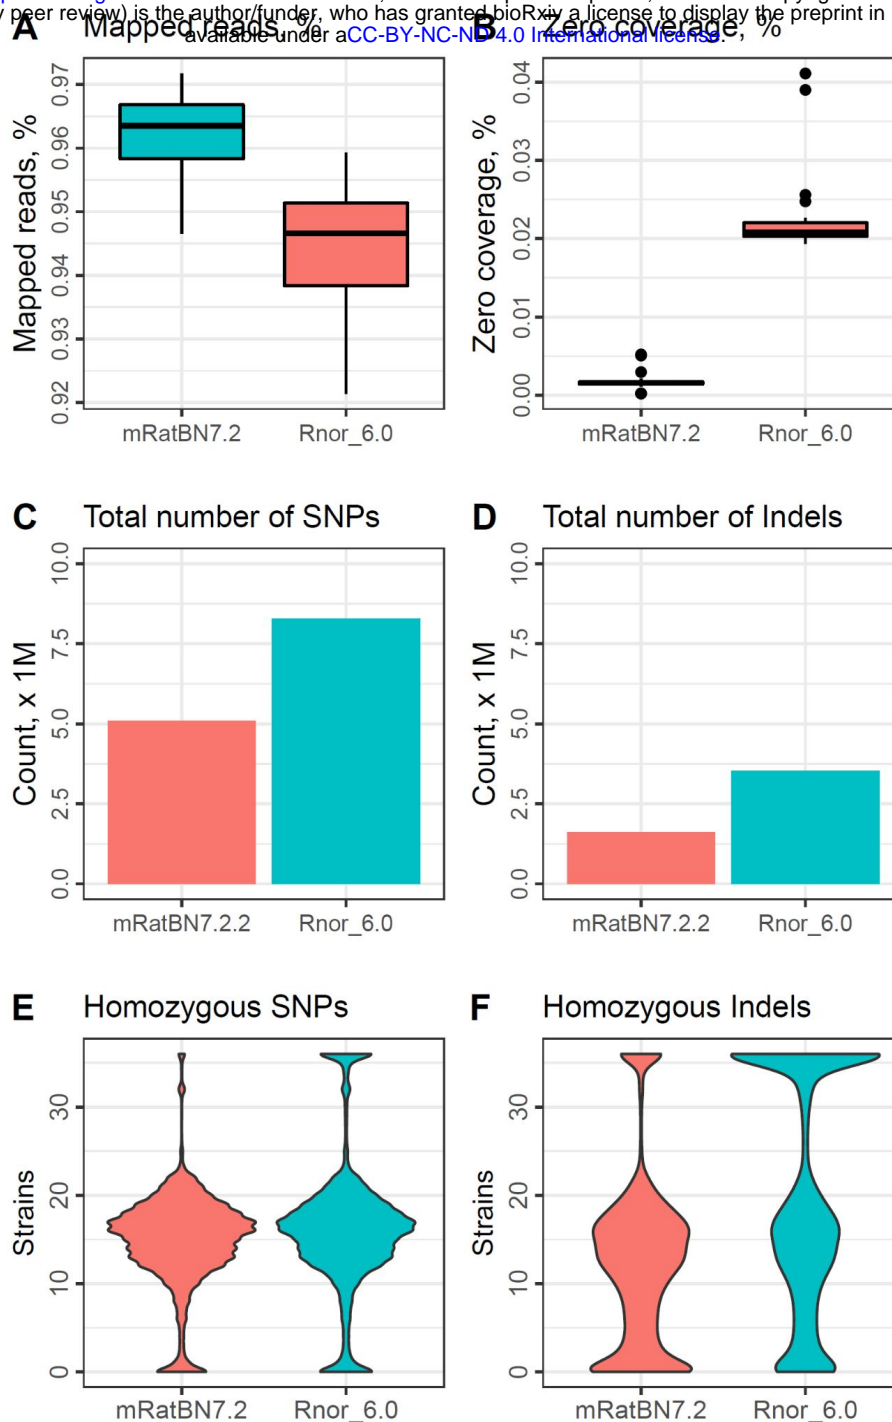 y peer review) is the author/funder, who has granted bioRxiv a license to display the preprint in
available under aCC-BY-NC-ND 4.0 International license.
A Mapped reads, %
B Zero coverage, %
Mapped reads, %
0.97
0.96
0.95
0.94
0.93
0.92
mRatBN7.2 Rnor_6.0
Zero coverage, %
0.04
0.03
0.02
0.01
0.00
mRatBN7.2 Rnor_6.0
C Total number of SNPs
Count, x 1M
10.0
7.5
5.0
2.5
0.0
mRatBN7.2.2 Rnor_6.0
D Total number of Indels
Count, x 1M
10.0
7.5
5.0
2.5
0.0
mRatBN7.2.2 Rnor_6.0
E Homozygous SNPs
Strains
30
20
10
0
mRatBN7.2 Rnor_6.0
F Homozygous Indels
Strains
30
20
10
0
mRatBN7.2 Rnor_6.0